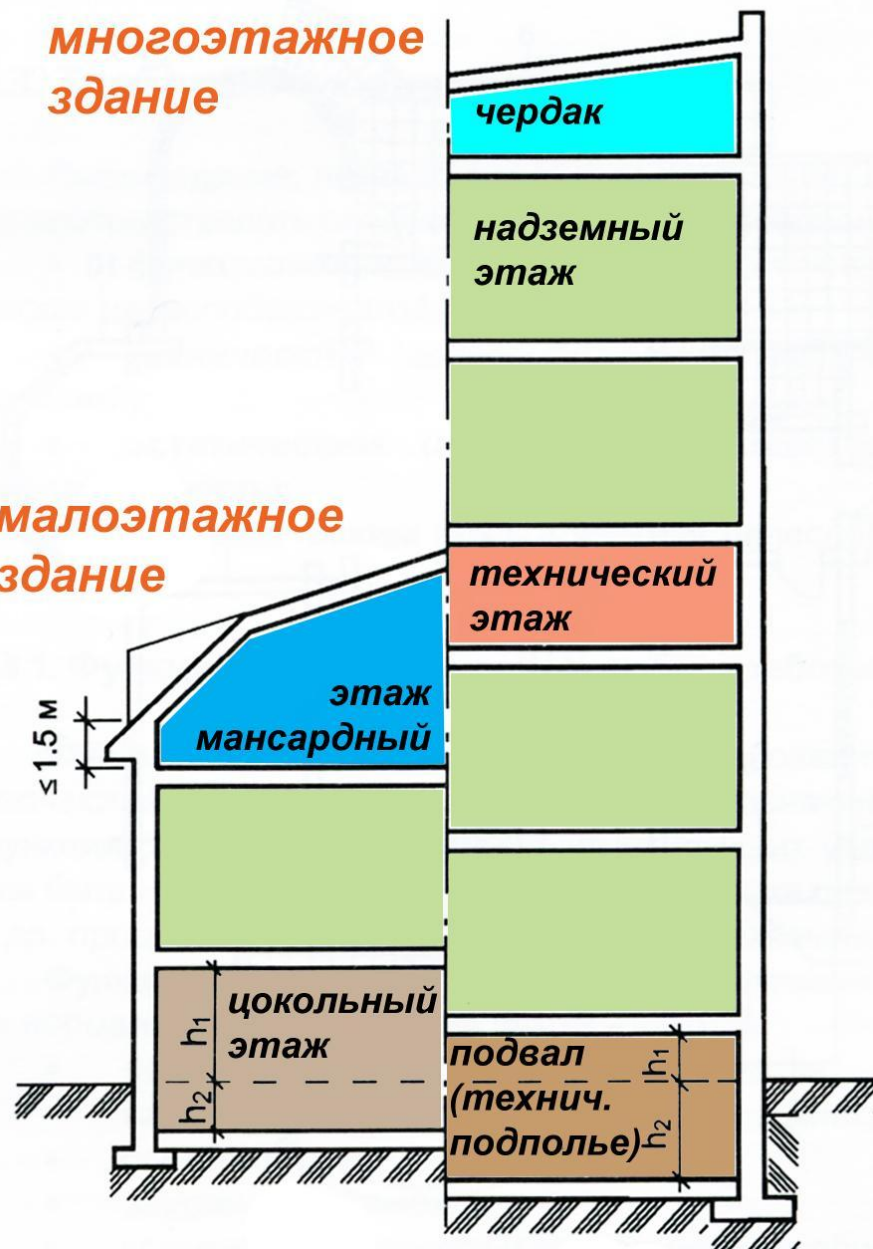 многоэтажное
здание
чердак
надземный
этаж
малоэтажное
здание
технический
этаж
≤1.5 м
этаж
мансардный
h₁
h₂
цокольный
этаж
подвал
(технич.
подполье)
h₁
h₂